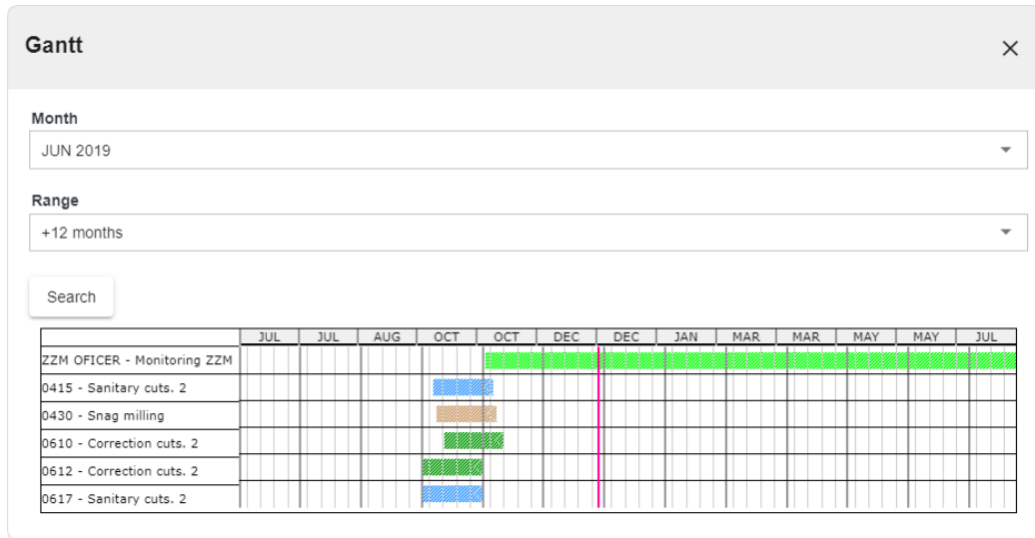 Gantt
Month
JUN 2019
Range
+12 months
Search
JUL JUL AUG OCT OCT DEC DEC JAN MAR MAR MAY MAY JUL
ZZM OFICER - Monitoring ZZM
0415 - Sanitary cuts. 2
0430 - Snag milling
0610 - Correction cuts. 2
0612 - Correction cuts. 2
0617 - Sanitary cuts. 2